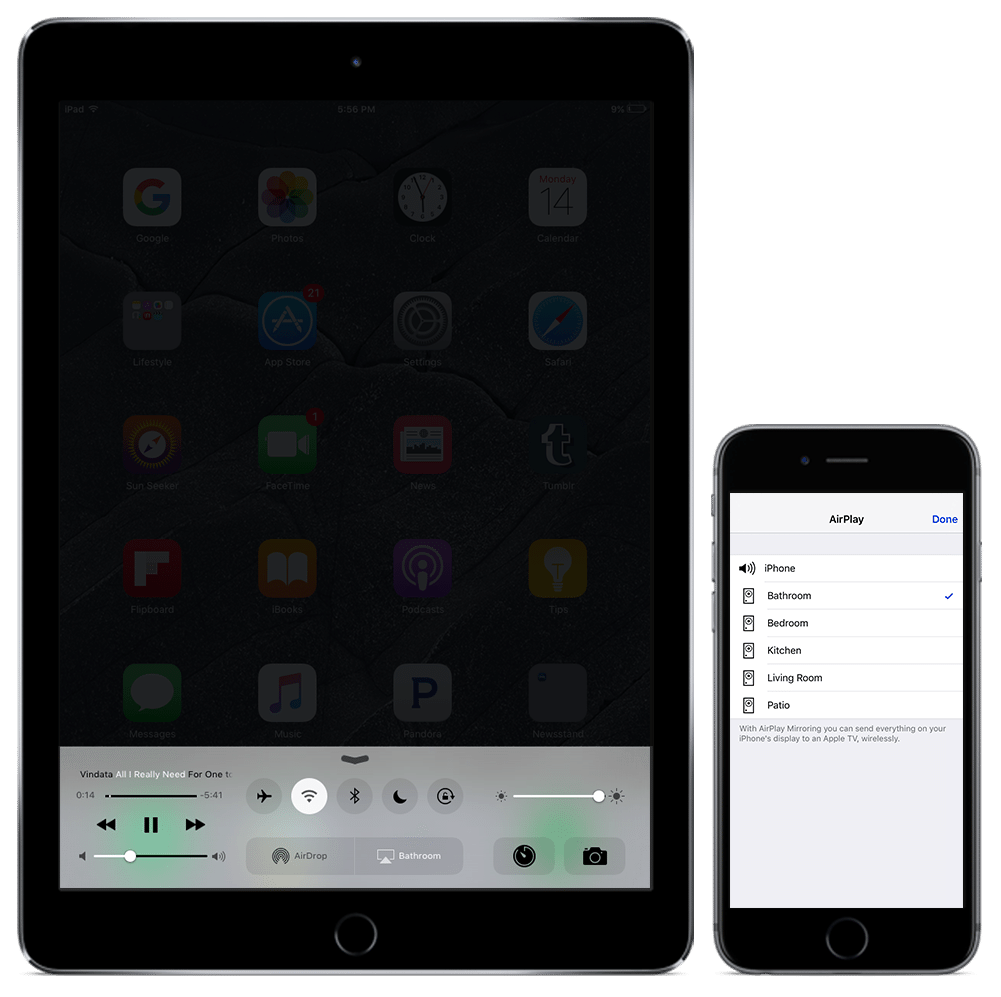 iPad 5:56 PM 9%
Monday
14
Google Photos Clock Calendar
21
Lifestyle App Store Settings Safari
1
Sun Seeker FaceTime News Tumblr
Flipboard iBooks Podcasts Tips
Messages Music Pandora Newsstand
Vindata All I Really Need For One to
0:14 -5:41
AirDrop Bathroom
AirPlay Done
iPhone
Bathroom
Bedroom
Kitchen
Living Room
Patio
With AirPlay Mirroring you can send everything on your
iPhone's display to an Apple TV, wirelessly.